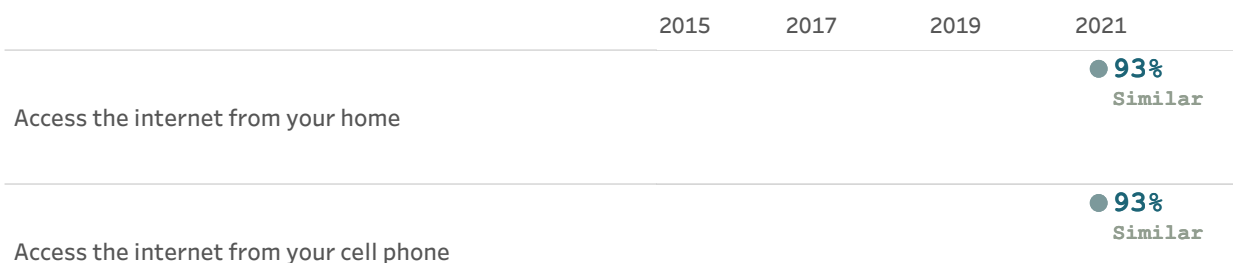 2015 2017 2019 2021
93%
Similar
Access the internet from your home
93%
Similar
Access the internet from your cell phone